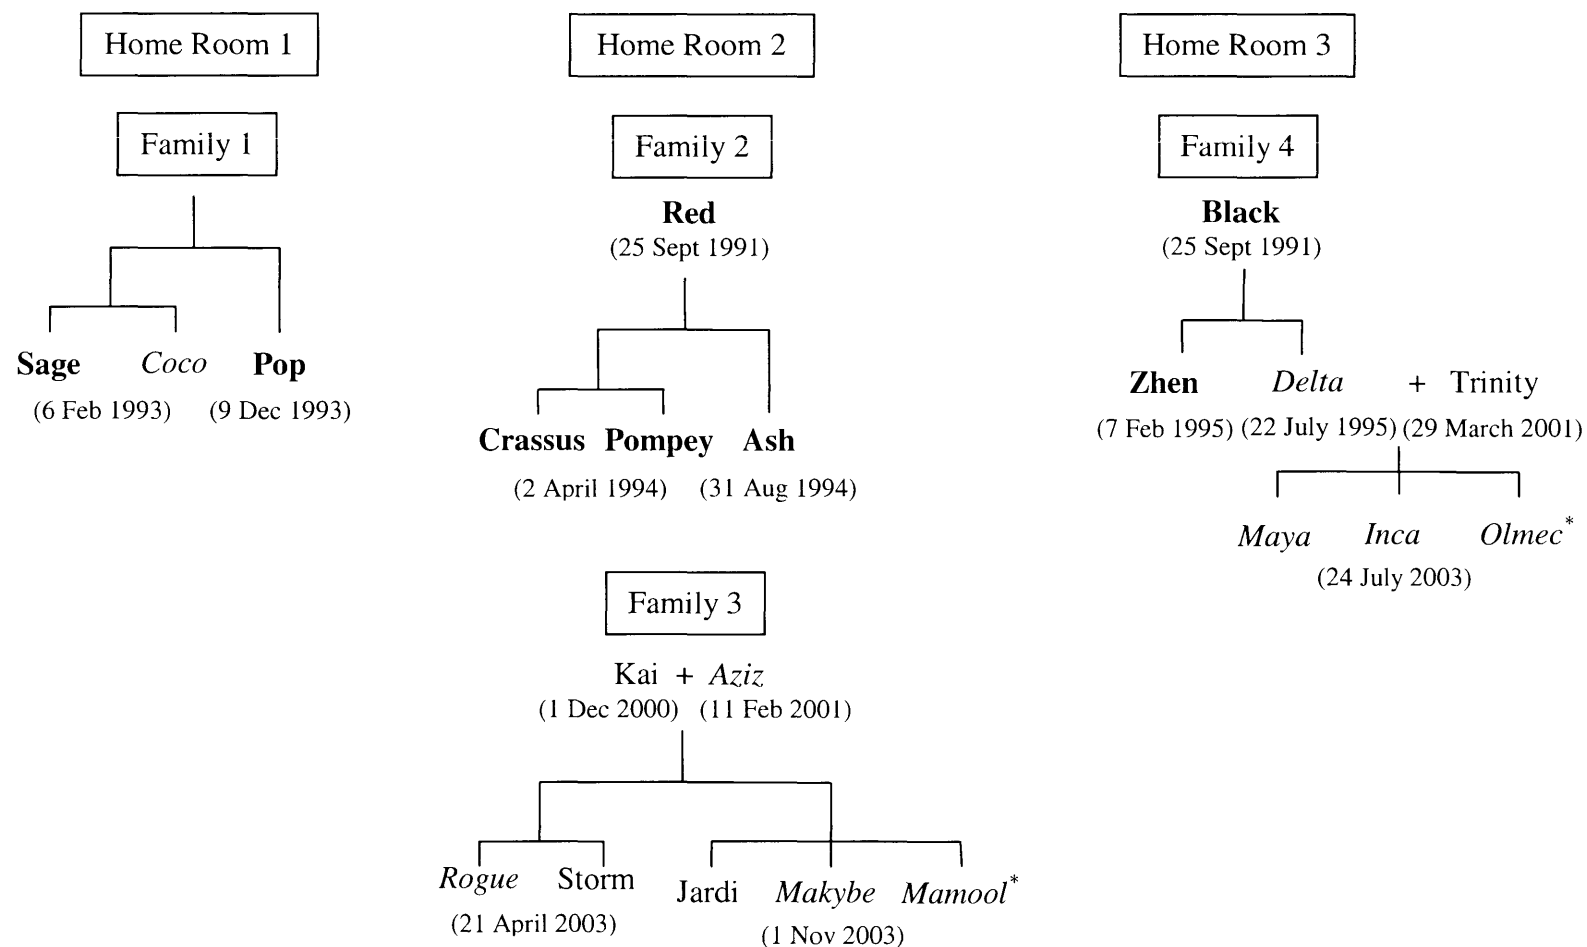 Home Room 1
Home Room 2
Home Room 3
Family 1
Family 2
Family 4
Red
(25 Sept 1991)
Black
(25 Sept 1991)
Sage Coco Pop
(6 Feb 1993) (9 Dec 1993)
Crassus Pompey Ash
(2 April 1994) (31 Aug 1994)
Zhen Delta + Trinity
(7 Feb 1995) (22 July 1995) (29 March 2001)
Maya Inca Olmec*
(24 July 2003)
Family 3
Kai + Aziz
(1 Dec 2000) (11 Feb 2001)
Rogue Storm
(21 April 2003)
Jardi Makybe Mamool*
(1 Nov 2003)